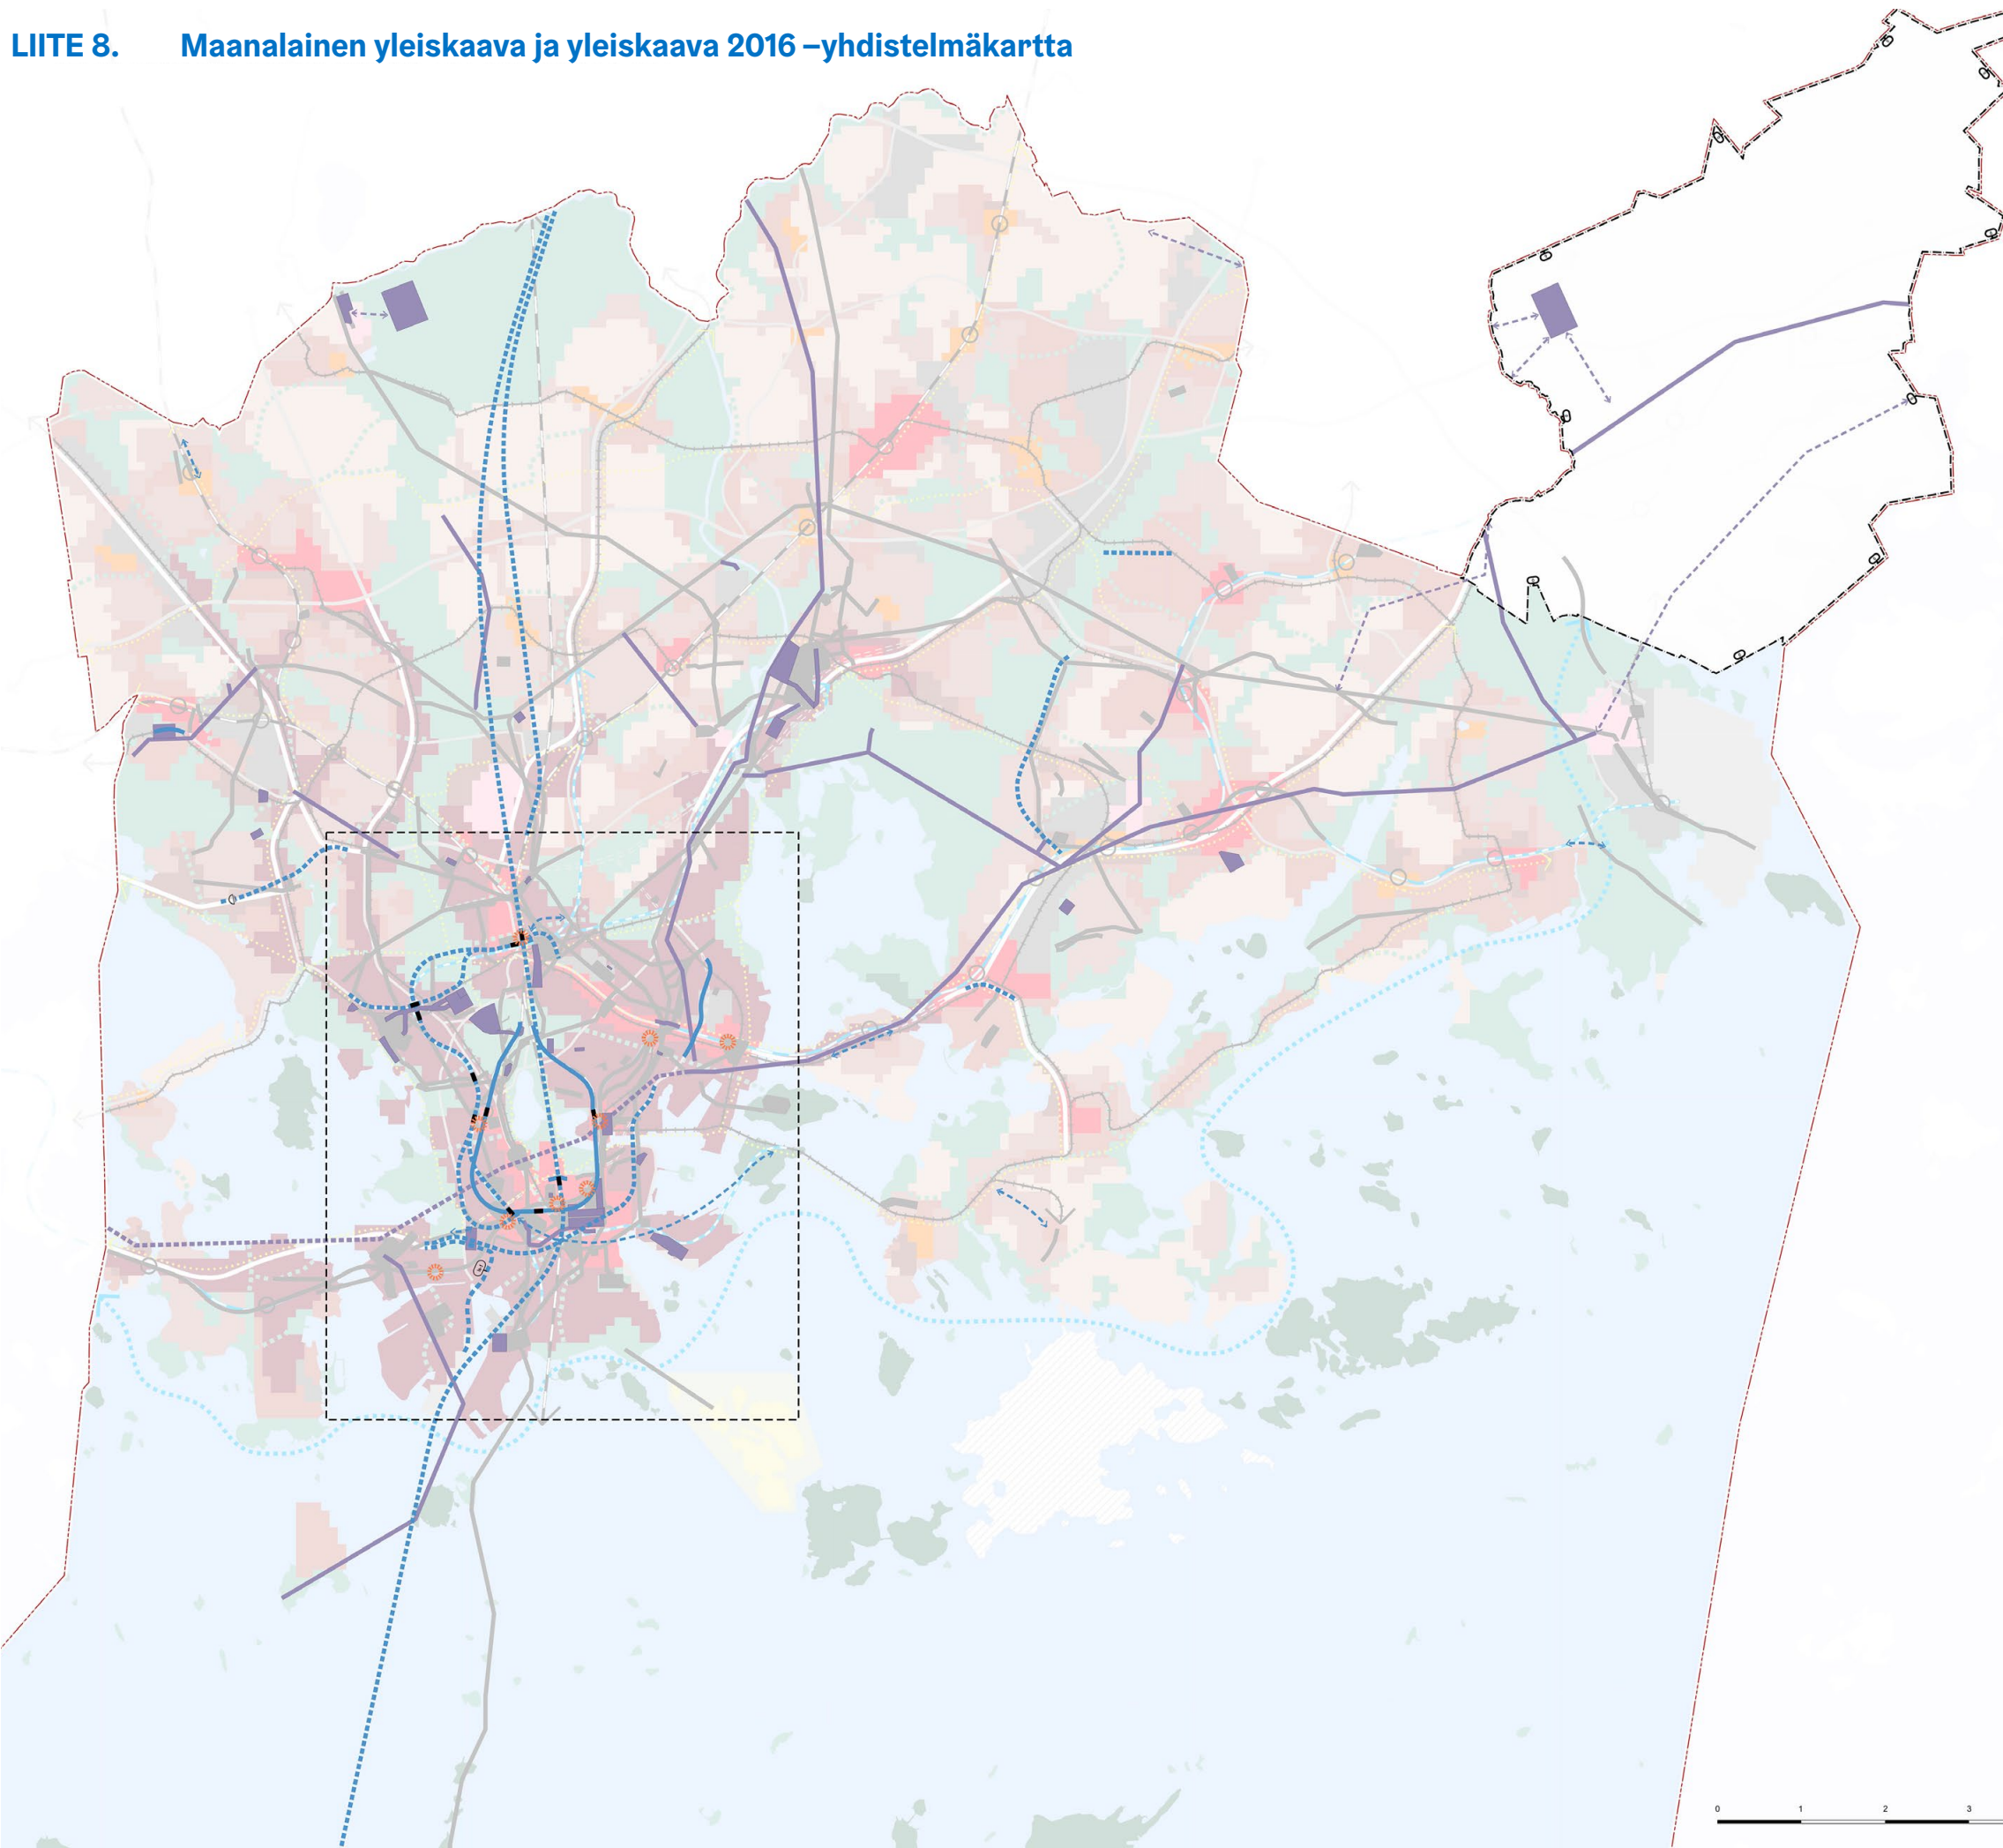 LIITE 8. Maanalainen yleiskaava ja yleiskaava 2016 –yhdistelmäkartta
0 1 2 3